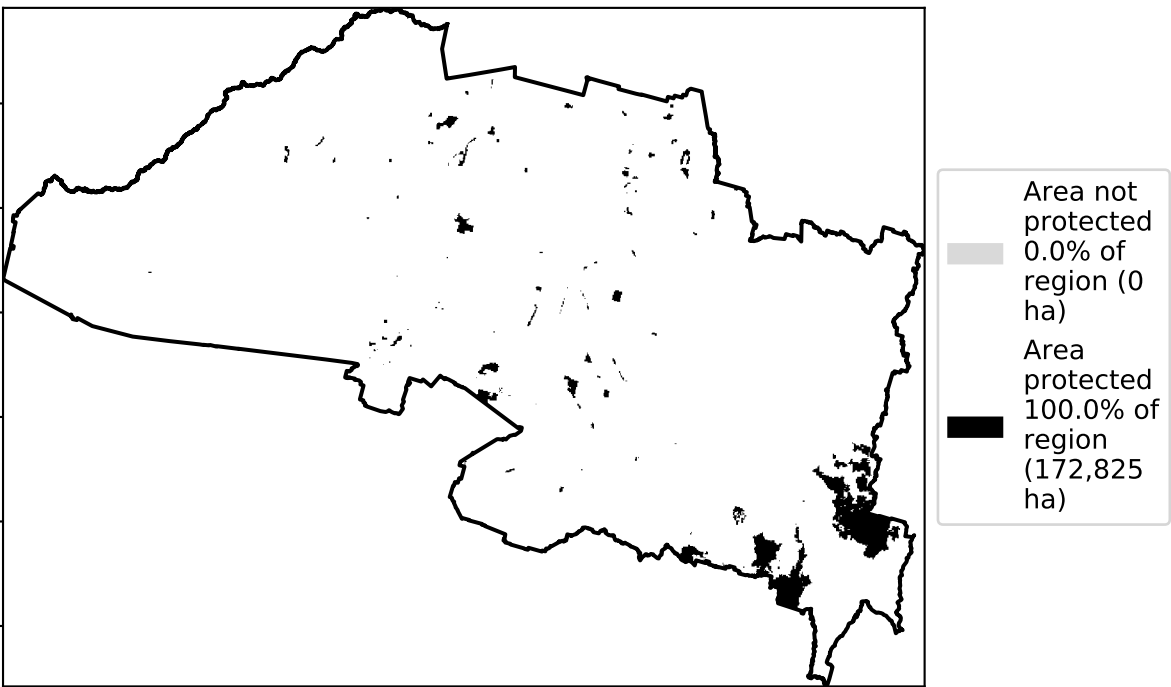 Area not
protected
0.0% of
region (0
ha)
Area
protected
100.0% of
region
(172,825
ha)